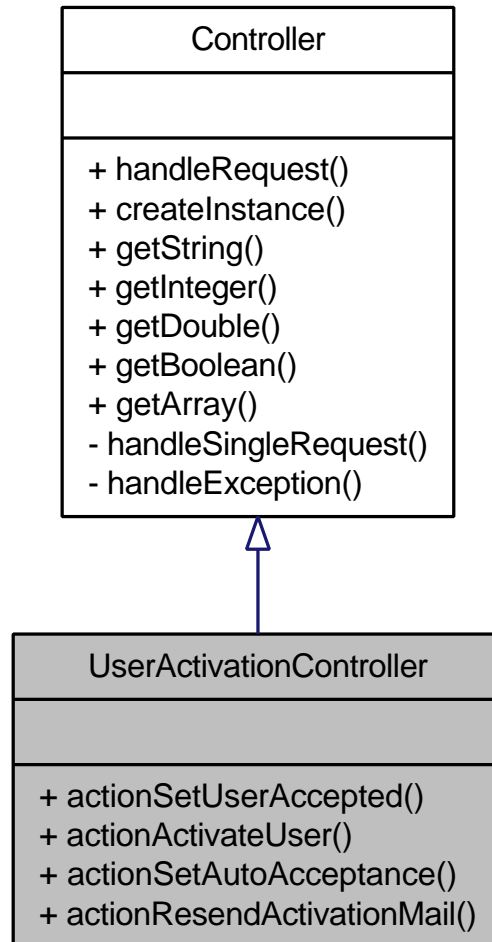 Controller
+ handleRequest()
+ createInstance()
+ getString()
+ getInteger()
+ getDouble()
+ getBoolean()
+ getArray()
- handleSingleRequest()
- handleException()
UserActivationController
+ actionSetUserAccepted()
+ actionActivateUser()
+ actionSetAutoAcceptance()
+ actionResendActivationMail()